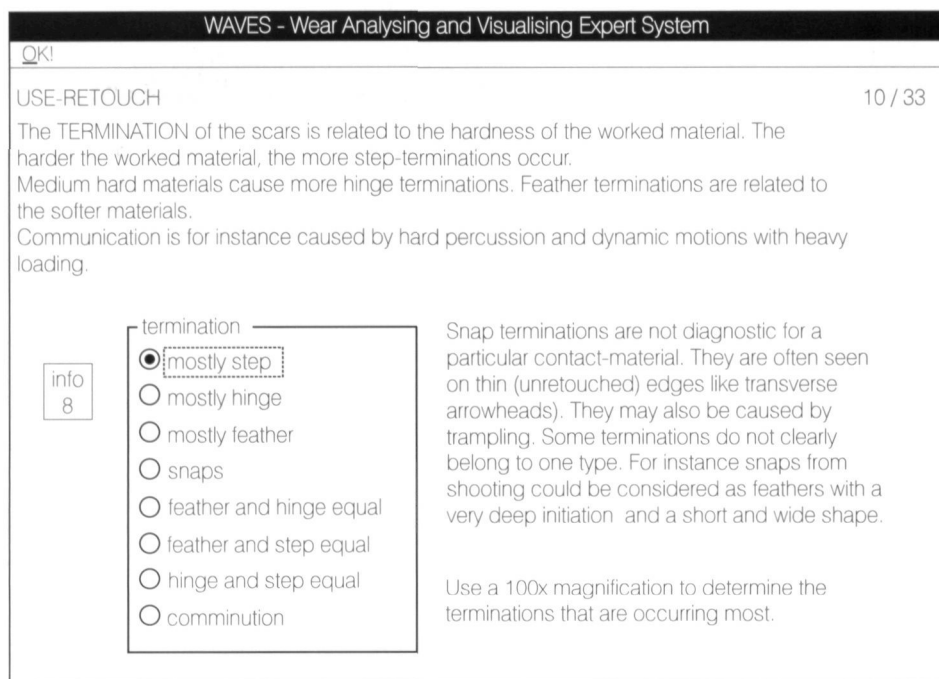 WAVES - Wear Analysing and Visualising Expert System
OK!
USE-RETOUCH 10 / 33
The TERMINATION of the scars is related to the hardness of the worked material. The
harder the worked material, the more step-terminations occur.
Medium hard materials cause more hinge terminations. Feather terminations are related to
the softer materials.
Communication is for instance caused by hard percussion and dynamic motions with heavy
loading.
info
8
termination
mostly step
mostly hinge
mostly feather
snaps
feather and hinge equal
feather and step equal
hinge and step equal
comminution
Snap terminations are not diagnostic for a
particular contact-material. They are often seen
on thin (unretouched) edges like transverse
arrowheads). They may also be caused by
trampling. Some terminations do not clearly
belong to one type. For instance snaps from
shooting could be considered as feathers with a
very deep initiation and a short and wide shape.
Use a 100x magnification to determine the
terminations that are occurring most.